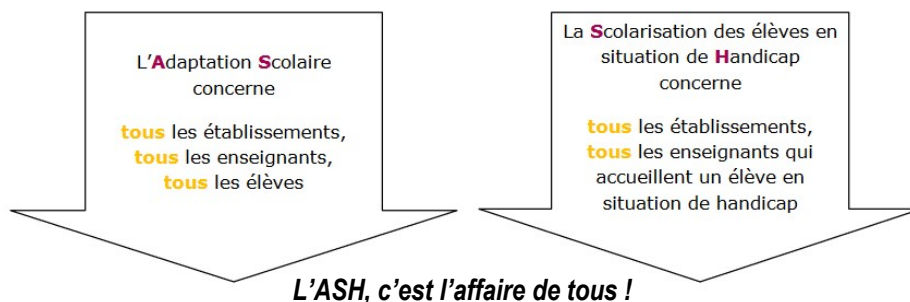 L'Adaptation Scolaire
concerne
tous les établissements,
tous les enseignants,
tous les élèves
La Scolarisation des élèves en
situation de Handicap
concerne
tous les établissements,
tous les enseignants qui
accueillent un élève en
situation de handicap
L'ASH, c'est l'affaire de tous !